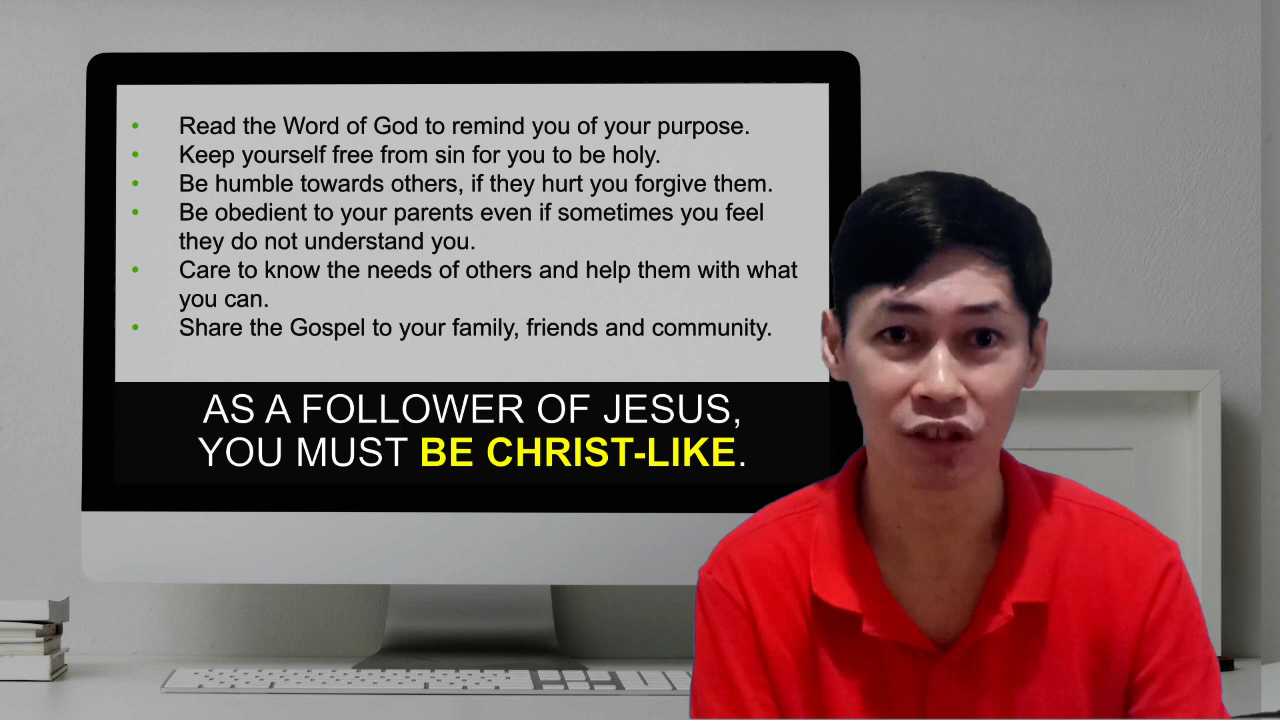 • Read the Word of God to remind you of your purpose.
• Keep yourself free from sin for you to be holy.
• Be humble towards others, if they hurt you forgive them.
• Be obedient to your parents even if sometimes you feel
they do not understand you.
• Care to know the needs of others and help them with what
you can.
• Share the Gospel to your family, friends and community.
AS A FOLLOWER OF JESUS,
YOU MUST BE CHRIST-LIKE.